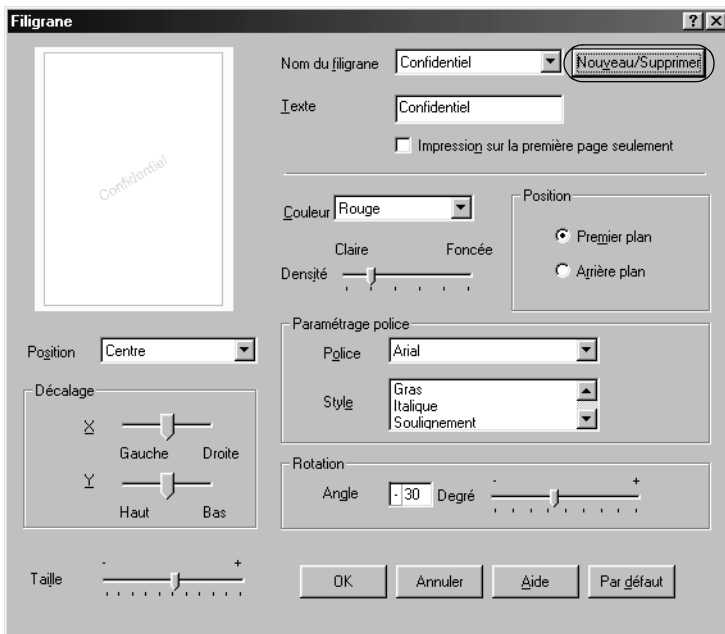 Filigrane
Confidentiel
Nom du filigrane Confidentiel Nouveau/Supprimer
Texte Confidentiel
Impression sur la première page seulement
Couleur Rouge
Claire Foncée
Densité
Position
Premier plan
Arrière plan
Position Centre
Paramétrage police
Police Arial
Style Gras
Italique
Soulignement
Décalage
X
Gauche Droite
Y
Haut Bas
Rotation
Angle - 30 Degré - +
Taille - +
OK Annuler Aide Par défaut